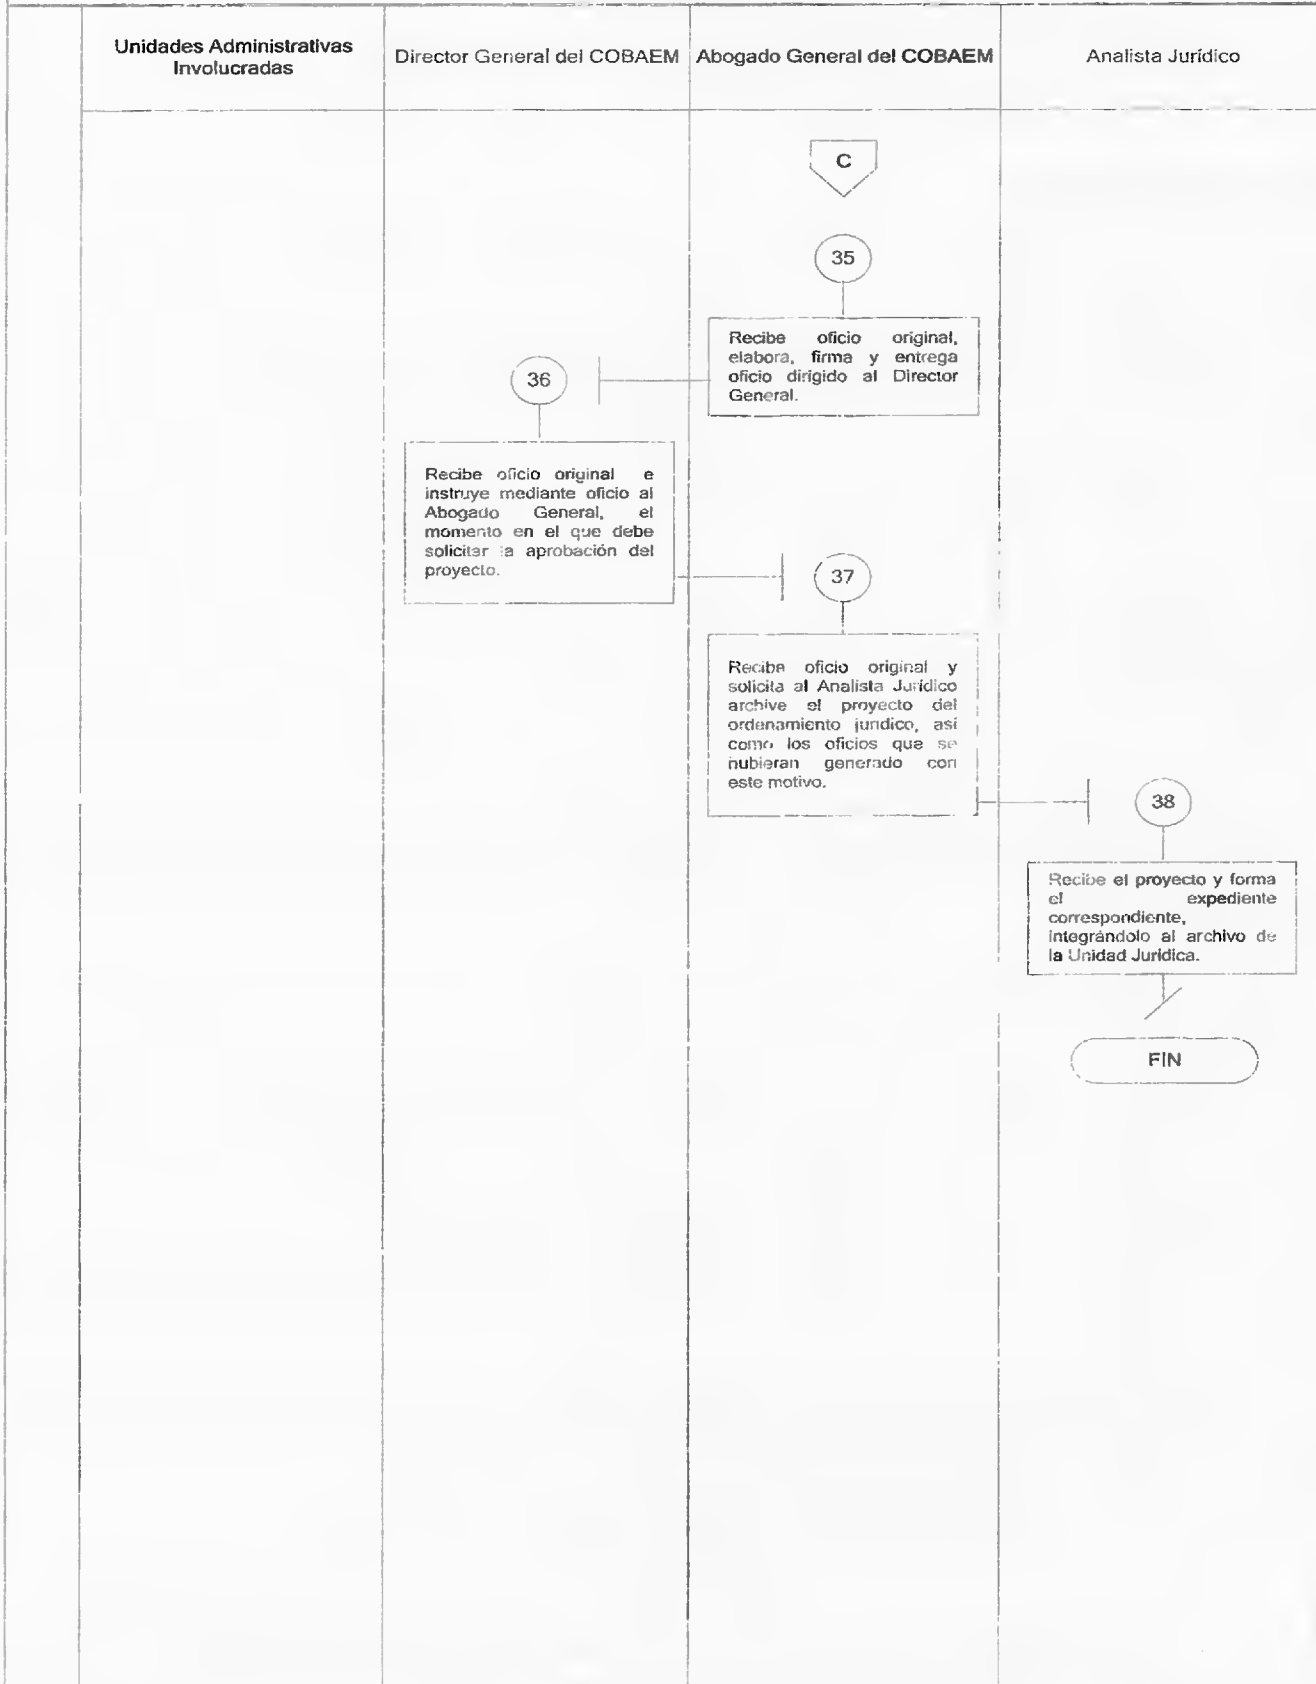 Unidades Administrativas
Involucradas
Director General del COBAEM
Abogado General del COBAEM
Analista Jurídico
C
35
Recibe oficio original,
elabora, firma y entrega
oficio dirigido al Director
General.
36
Recibe oficio original e
instruye mediante oficio al
Abogado General, el
momento en el que debe
solicitar la aprobación del
proyecto.
37
Recibe oficio original y
solicita al Analista Jurídico
archive el proyecto del
ordenamiento jurídico, así
como los oficios que se
hubieran generado con
este motivo.
38
Recibe el proyecto y forma
el expediente
correspondiente,
integrándolo al archivo de
la Unidad Jurídica.
FIN